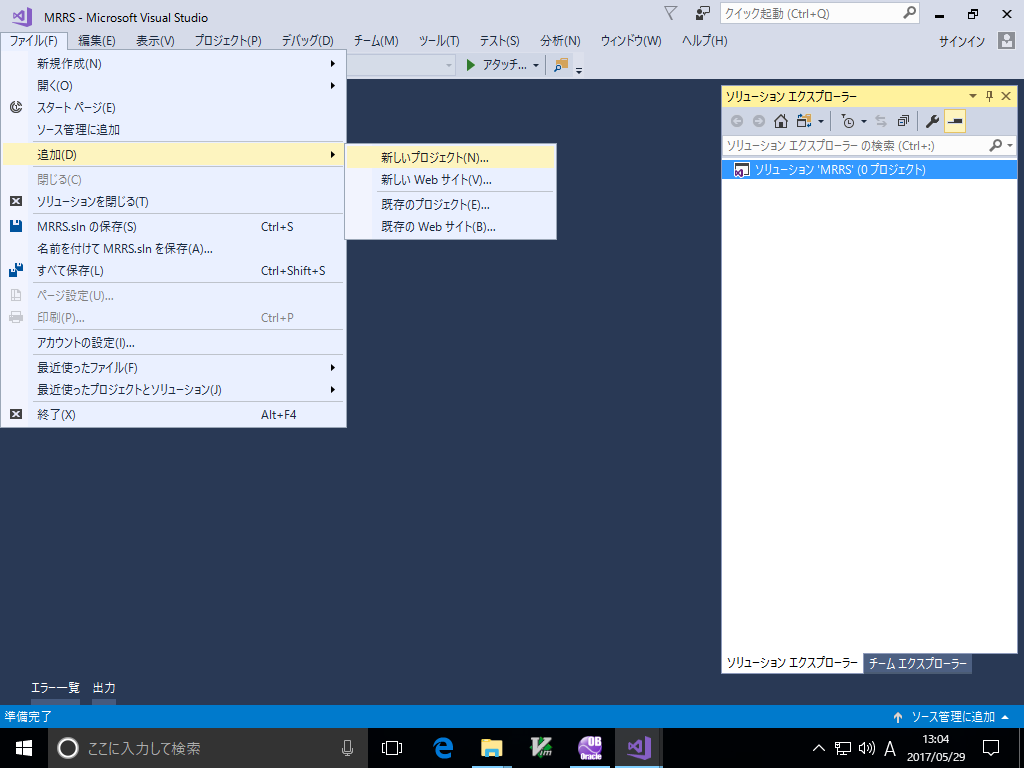 MRRS - Microsoft Visual Studio
クイック起動 (Ctrl+Q)
ファイル(F) 編集(E) 表示(V) プロジェクト(P) デバッグ(D) チーム(M) ツール(T) テスト(S) 分析(N) ウィンドウ(W) ヘルプ(H) サインイン
アタッチ...
新規作成(N)
開く(O)
スタート ページ(E)
ソース管理に追加
追加(D)
閉じる(C)
ソリューションを閉じる(T)
MRRS.sln の保存(S) Ctrl+S
名前を付けて MRRS.sln を保存(A)...
すべて保存(L) Ctrl+Shift+S
ページ設定(U)...
印刷(P)... Ctrl+P
アカウントの設定(I)...
最近使ったファイル(F)
最近使ったプロジェクトとソリューション(J)
終了(X) Alt+F4
新しいプロジェクト(N)...
新しい Web サイト(V)...
既存のプロジェクト(E)...
既存の Web サイト(B)...
ソリューション エクスプローラー
ソリューション エクスプローラー の検索 (Ctrl+:)
ソリューション 'MRRS' (0 プロジェクト)
ソリューション エクスプローラー チーム エクスプローラー
エラー一覧 出力
準備完了 ソース管理に追加
ここに入力して検索
OB
Oracle
A
13:04
2017/05/29